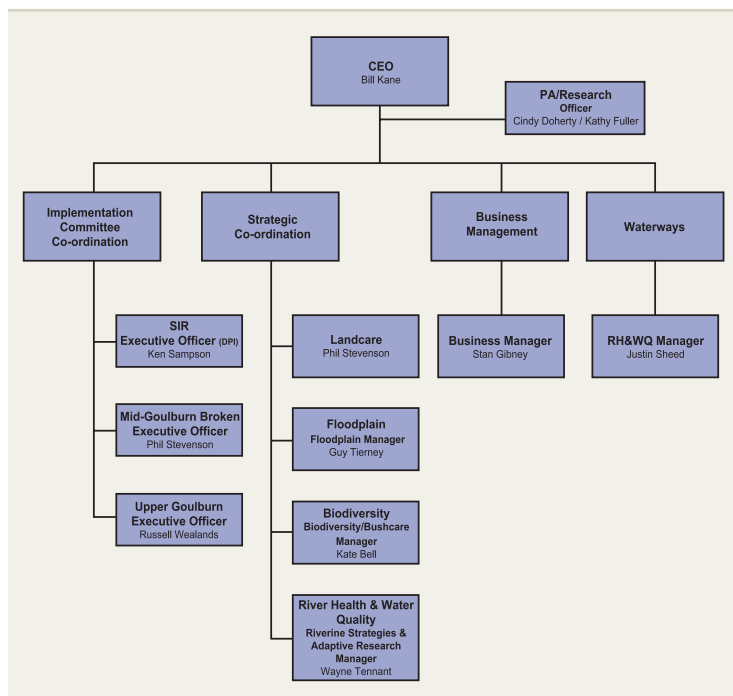 CEO
Bill Kane
PA/Research
Officer
Cindy Doherty / Kathy Fuller
Implementation
Committee
Co-ordination
Strategic
Co-ordination
Business
Management
Waterways
SIR
Executive Officer (DPI)
Ken Sampson
Mid-Goulburn Broken
Executive Officer
Phil Stevenson
Upper Goulburn
Executive Officer
Russell Wealands
Landcare
Phil Stevenson
Floodplain
Floodplain Manager
Guy Tierney
Biodiversity
Biodiversity/Bushcare
Manager
Kate Bell
River Health & Water
Quality
Riverine Strategies &
Adaptive Research
Manager
Wayne Tennant
Business Manager
Stan Gibney
RH&WQ Manager
Justin Sheed